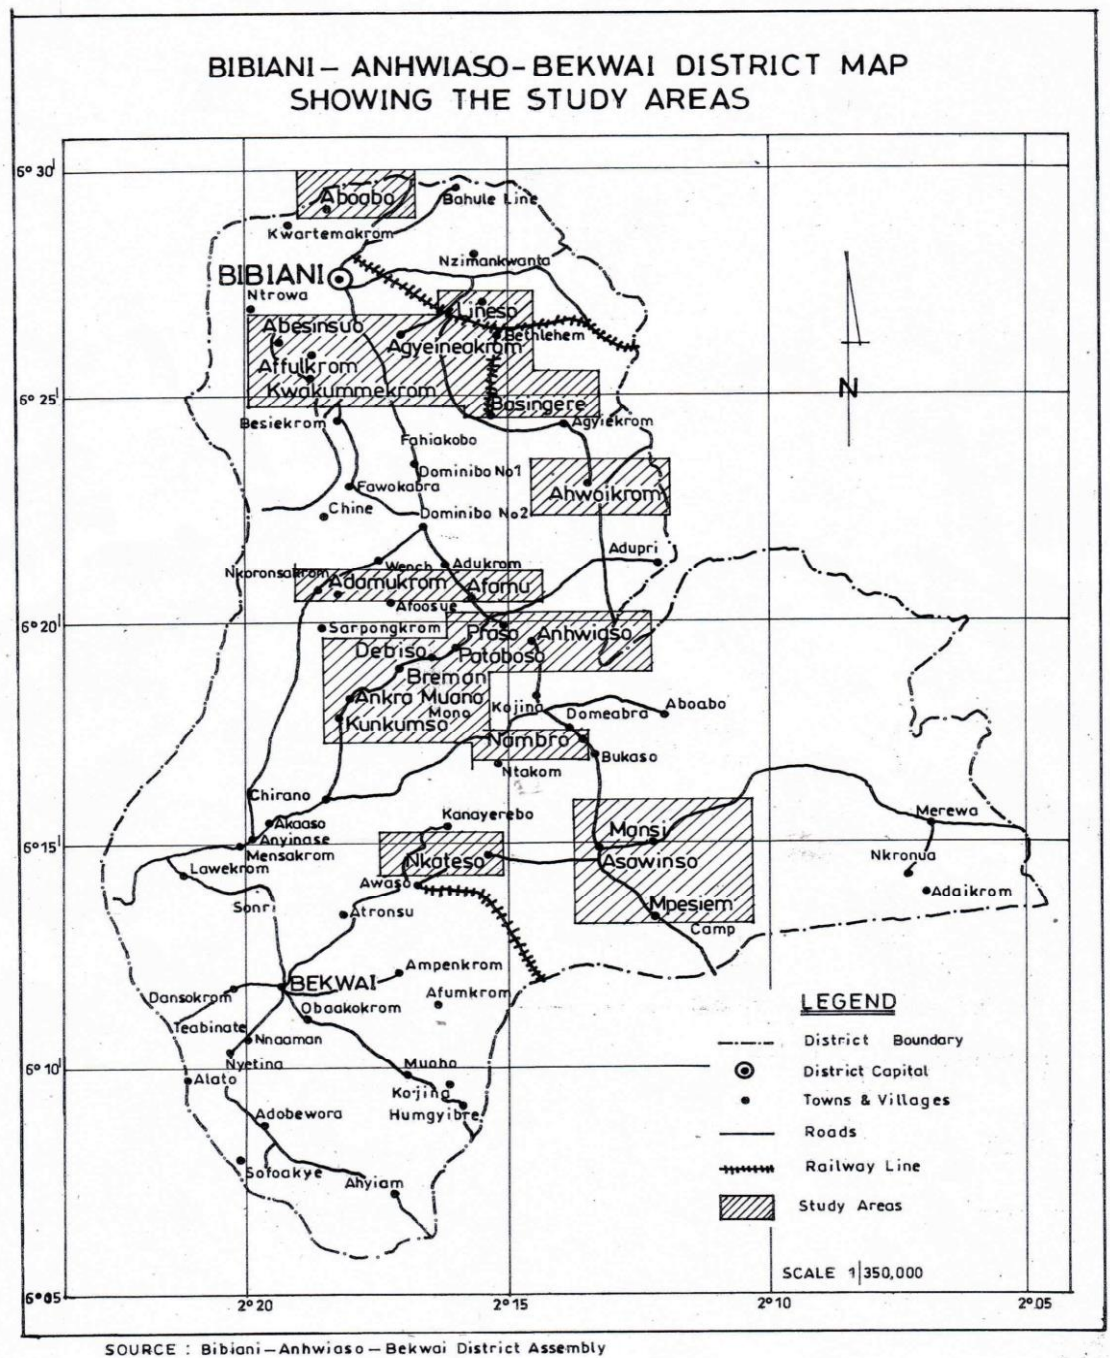 BIBIANI – ANHWIASO – BEKWAI DISTRICT MAP
SHOWING THE STUDY AREAS
6° 30'
Aboabo
Bahule Line
Kwartemakrom
Nzimankwanta
BIBIANI
Ntrowa
Lineso
Abesinsuo
Bethlehem
Agyeineakrom
Affulkrom
Kwakummekrom
6° 25'
Basingere
Besiekrom
Agyiekrom
Fahiakobo
Dominibo No1
Fawokabra
Ahwoikrom
Chine
Dominibo No2
Adupri
Wench
Adukrom
Nkoronsakrom
Adamukrom
Afamu
Afoosue
6° 20'
Sarpongkrom
Praso
Anhwiaso
Debiso
Pataboso
Breman
Ankra Muano
Kojina
Aboabo
Mono
Domeabra
Kunkumso
Nambro
Bukaso
Ntakom
Chirano
Kanayerebo
Merewa
Akaaso
Mansi
Anyinase
6° 15'
Mensakrom
Nkateso
Asawinso
Nkronua
Lawekrom
Awaso
Adaikrom
Sonri
Atronsu
Mpesiem
Camp
Ampenkrom
BEKWAI
Dansokrom
Afumkrom
Obaakokrom
Teabinate
Nnaaman
Nyetina
Muoho
6° 10'
Alato
Kojina
Humgyibre
Adobewora
Sofoakye
Ahyiam
N
LEGEND
District Boundary
District Capital
Towns & Villages
Roads
Railway Line
Study Areas
SCALE 1|350,000
6° 05
2° 20
2° 15
2° 10
2° 05
SOURCE : Bibiani – Anhwiaso – Bekwai District Assembly